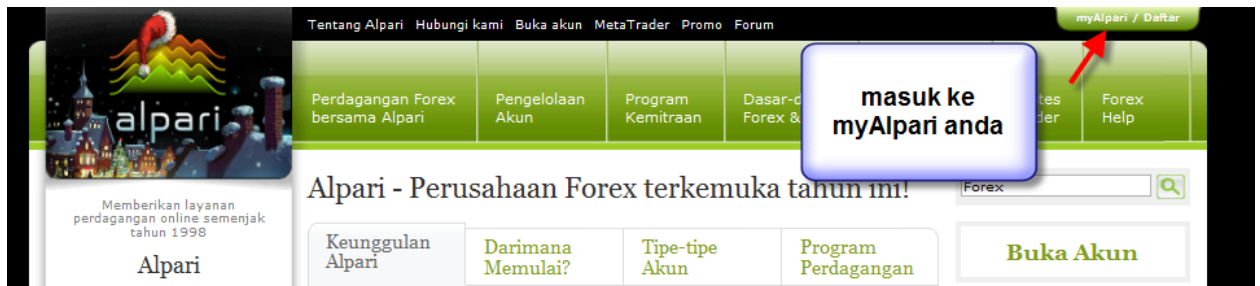 Tentang Alpari Hubungi kami Buka akun MetaTrader Promo Forum
myAlpari / Daftar
alpari
Perdagangan Forex
bersama Alpari
Pengelolaan
Akun
Program
Kemitraan
Forex &
masuk ke
myAlpari anda
Forex
Help
Memberikan layanan
perdagangan online semenjak
tahun 1998
Alpari
Alpari - Perusahaan Forex terkemuka tahun ini!
Forex
Keunggulan
Alpari
Darimana
Memulai?
Tipe-tipe
Akun
Program
Perdagangan
Buka Akun